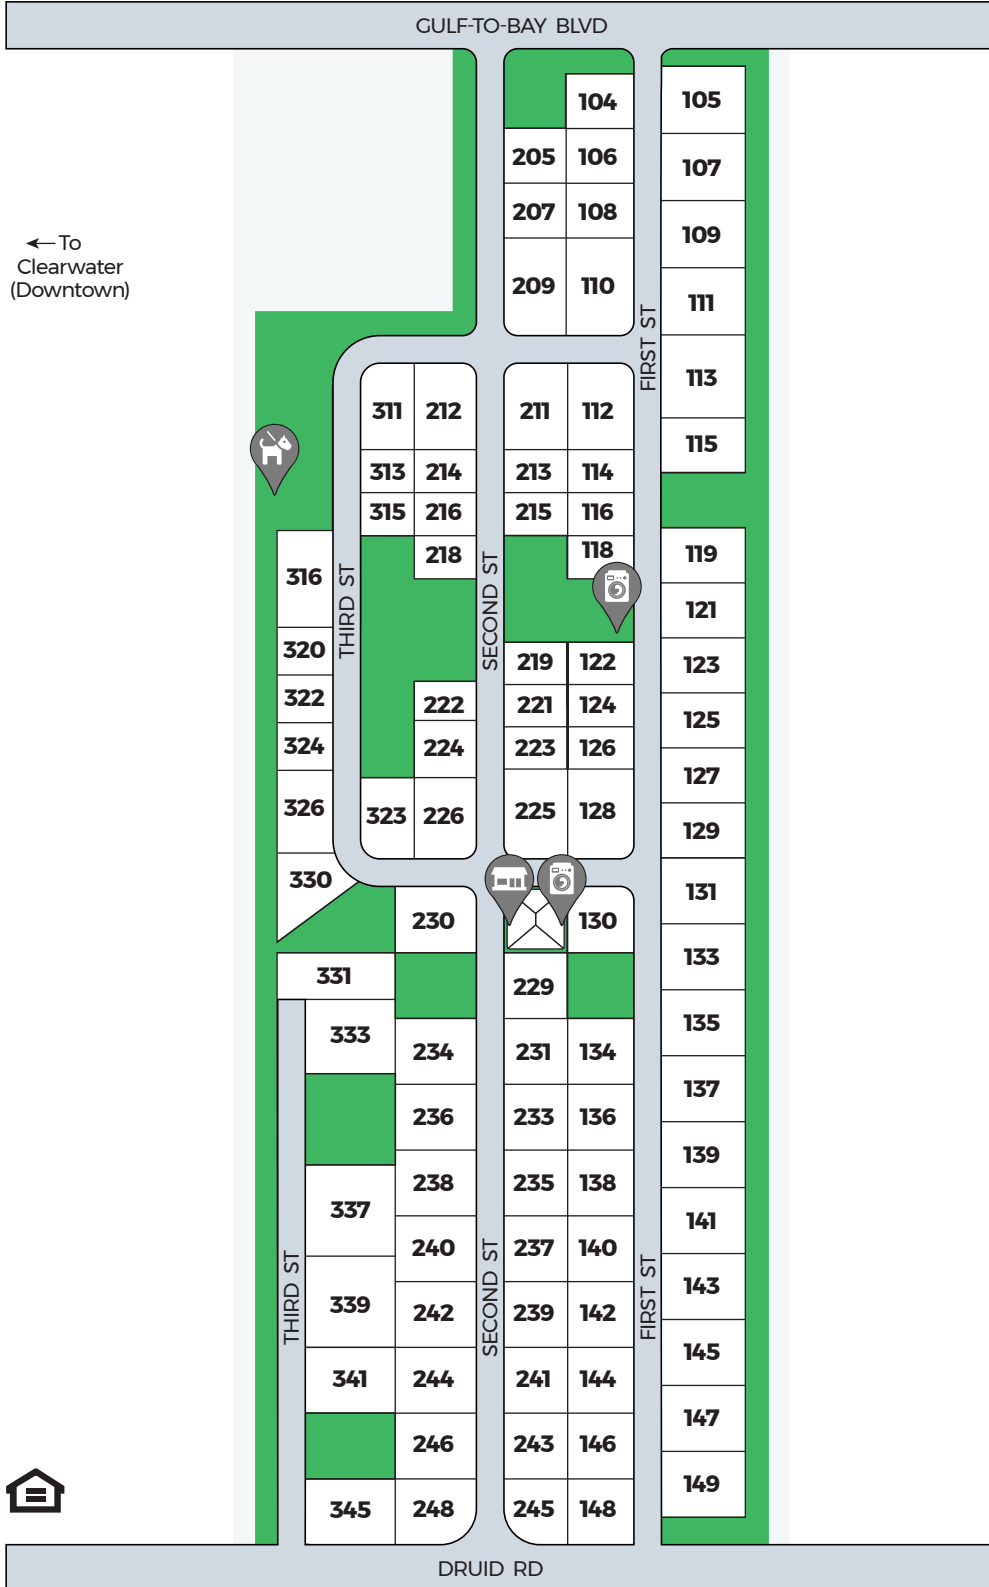 GULF-TO-BAY BLVD
104
105
205 106
107
207 108
109
To
Clearwater
(Downtown)
209 110
111
FIRST ST
113
311 212 211 112
115
313 214 213 114
315 216 215 116
218 118
119
316
THIRD ST
SECOND ST
121
320
219 122
123
322
222
221 124
125
324
224
223 126
127
326
323 226
225 128
129
330
131
230
130
133
331
229
333
135
234 231 134
137
236 233 136
139
238 235 138
337
141
240 237 140
THIRD ST
SECOND ST
FIRST ST
143
339
242 239 142
145
341 244 241 144
147
246 243 146
149
345 248 245 148
DRUID RD